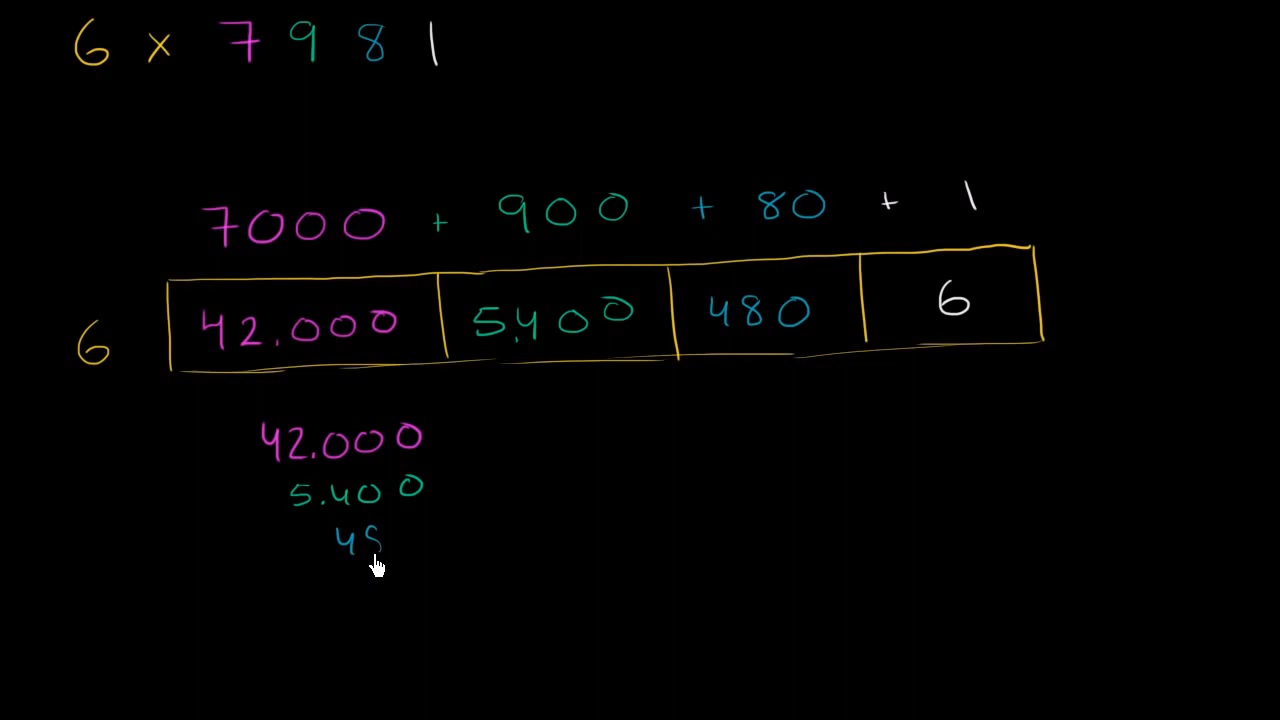 6 × 7 9 8 1
7000 + 900 + 80 + 1
6 42.000 5.400 480 6
42.000
5.400
48